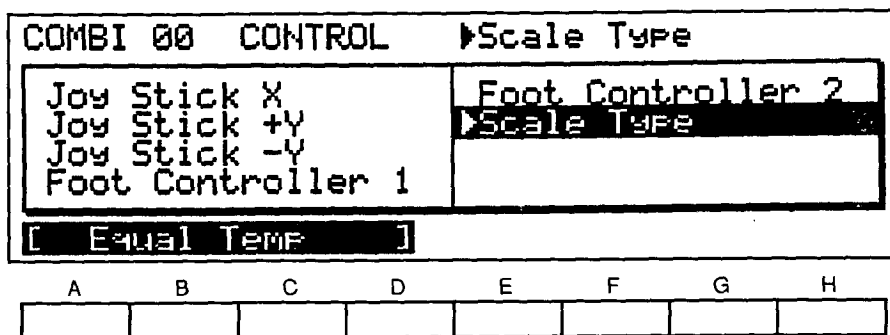 COMBI 00 CONTROL ▶Scale Type
Joy Stick X
Joy Stick +Y
Joy Stick -Y
Foot Controller 1
Foot Controller 2
▶Scale Type
[ Equal Temp ]
A B C D E F G H